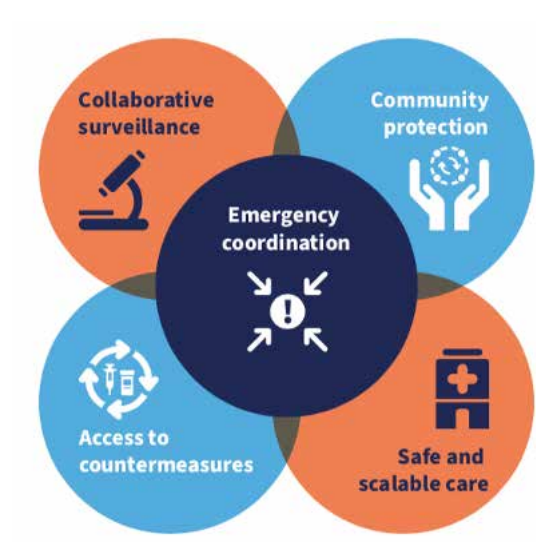 Collaborative
surveillance
Community
protection
Emergency
coordination
Access to
countermeasures
Safe and
scalable care